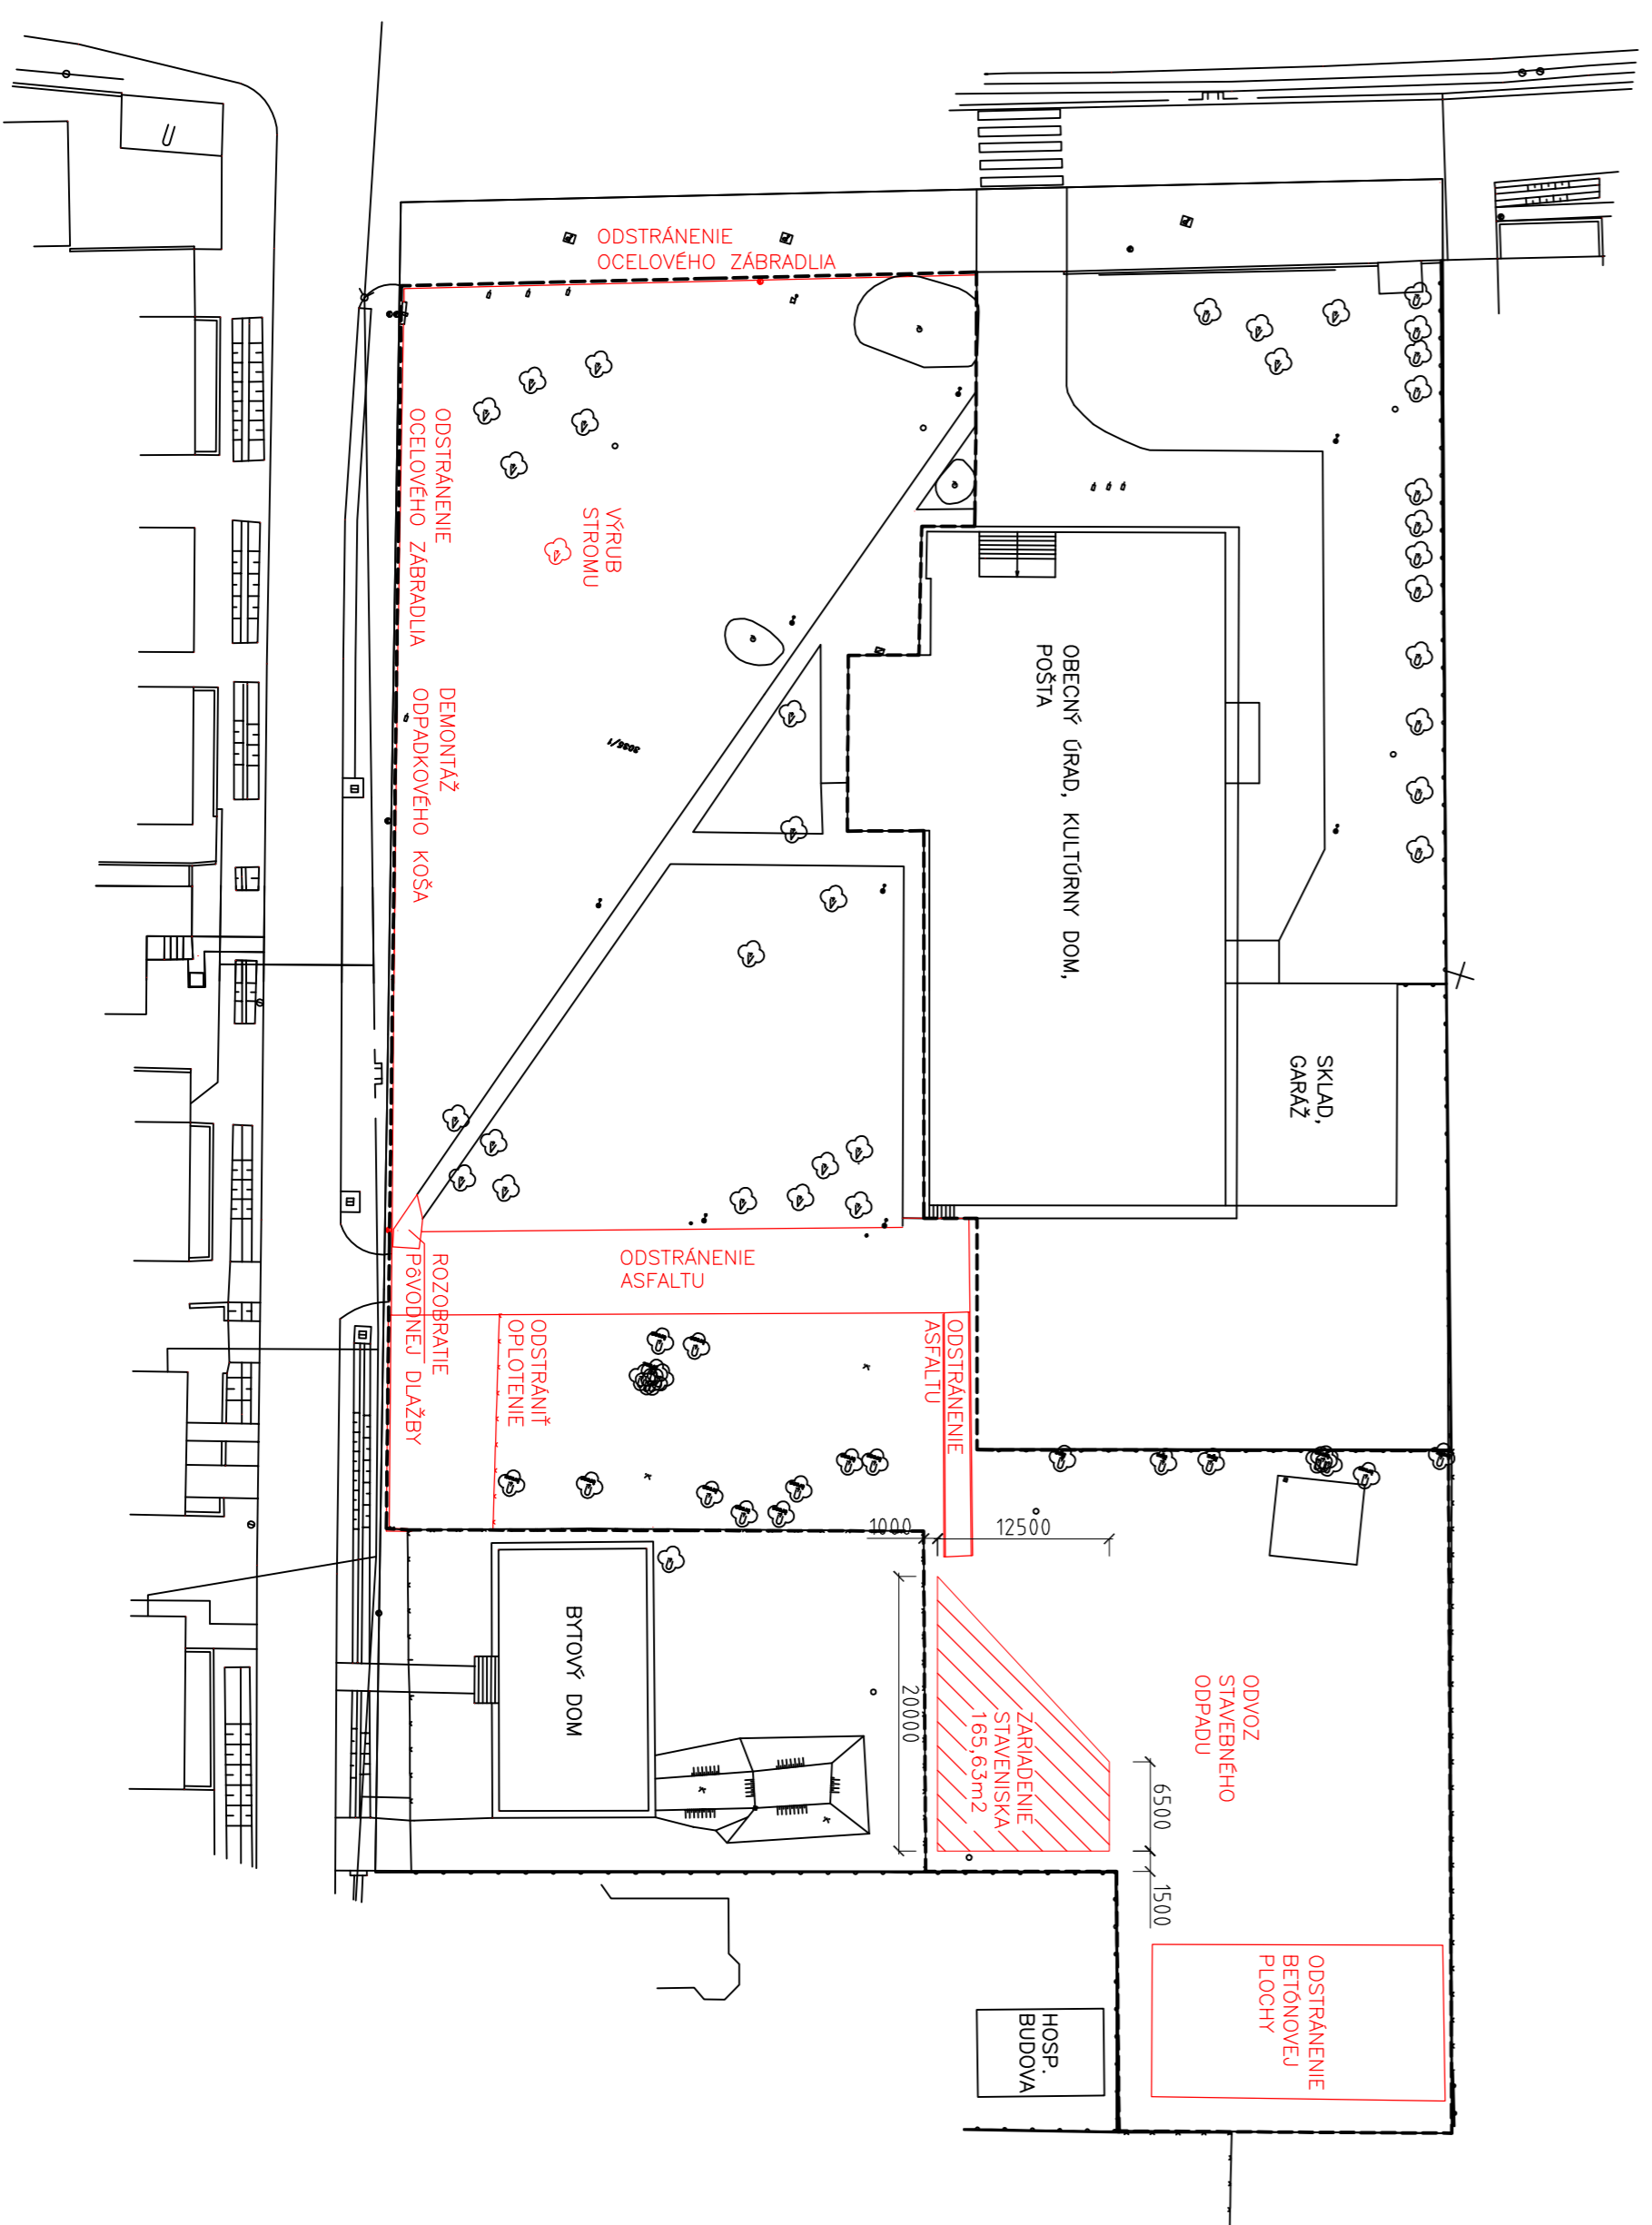 ODSTRÁNENIE
OCELOVÉHO ZÁBRADLIA
ODSTRÁNENIE
OCELOVÉHO ZÁBRADLIA
VÝRUB
STROMU
DEMONTÁŽ
ODPADKOVÉHO KOŠA
3036/1
OBECNÝ ÚRAD, KULTÚRNY DOM,
POŠTA
SKLAD,
GARÁŽ
ODSTRÁNENIE
ASFALTU
ROZOBRATIE
PôVODNEJ DLAŽBY
ODSTRÁNIŤ
OPLOTENIE
ODSTRÁNENIE
ASFALTU
1000
12500
20000
BYTOVÝ DOM
ZARIADENIE
STAVENISKA
165,63m2
ODVOZ
STAVEBNÉHO
ODPADU
6500
1500
ODSTRÁNENIE
BETÓNOVEJ
PLOCHY
HOSP.
BUDOVA